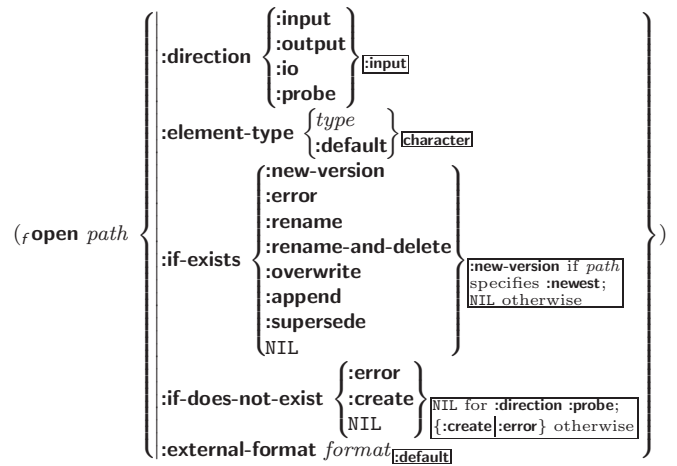 (f open path
:direction
:input
:output
:io
:probe
:input
:element-type
type
:default
character
:if-exists
:new-version
:error
:rename
:rename-and-delete
:overwrite
:append
:supersede
NIL
:new-version if path
specifies :newest;
NIL otherwise
:if-does-not-exist
:error
:create
NIL
NIL for :direction :probe;
{:create|:error} otherwise
:external-format format :default
)